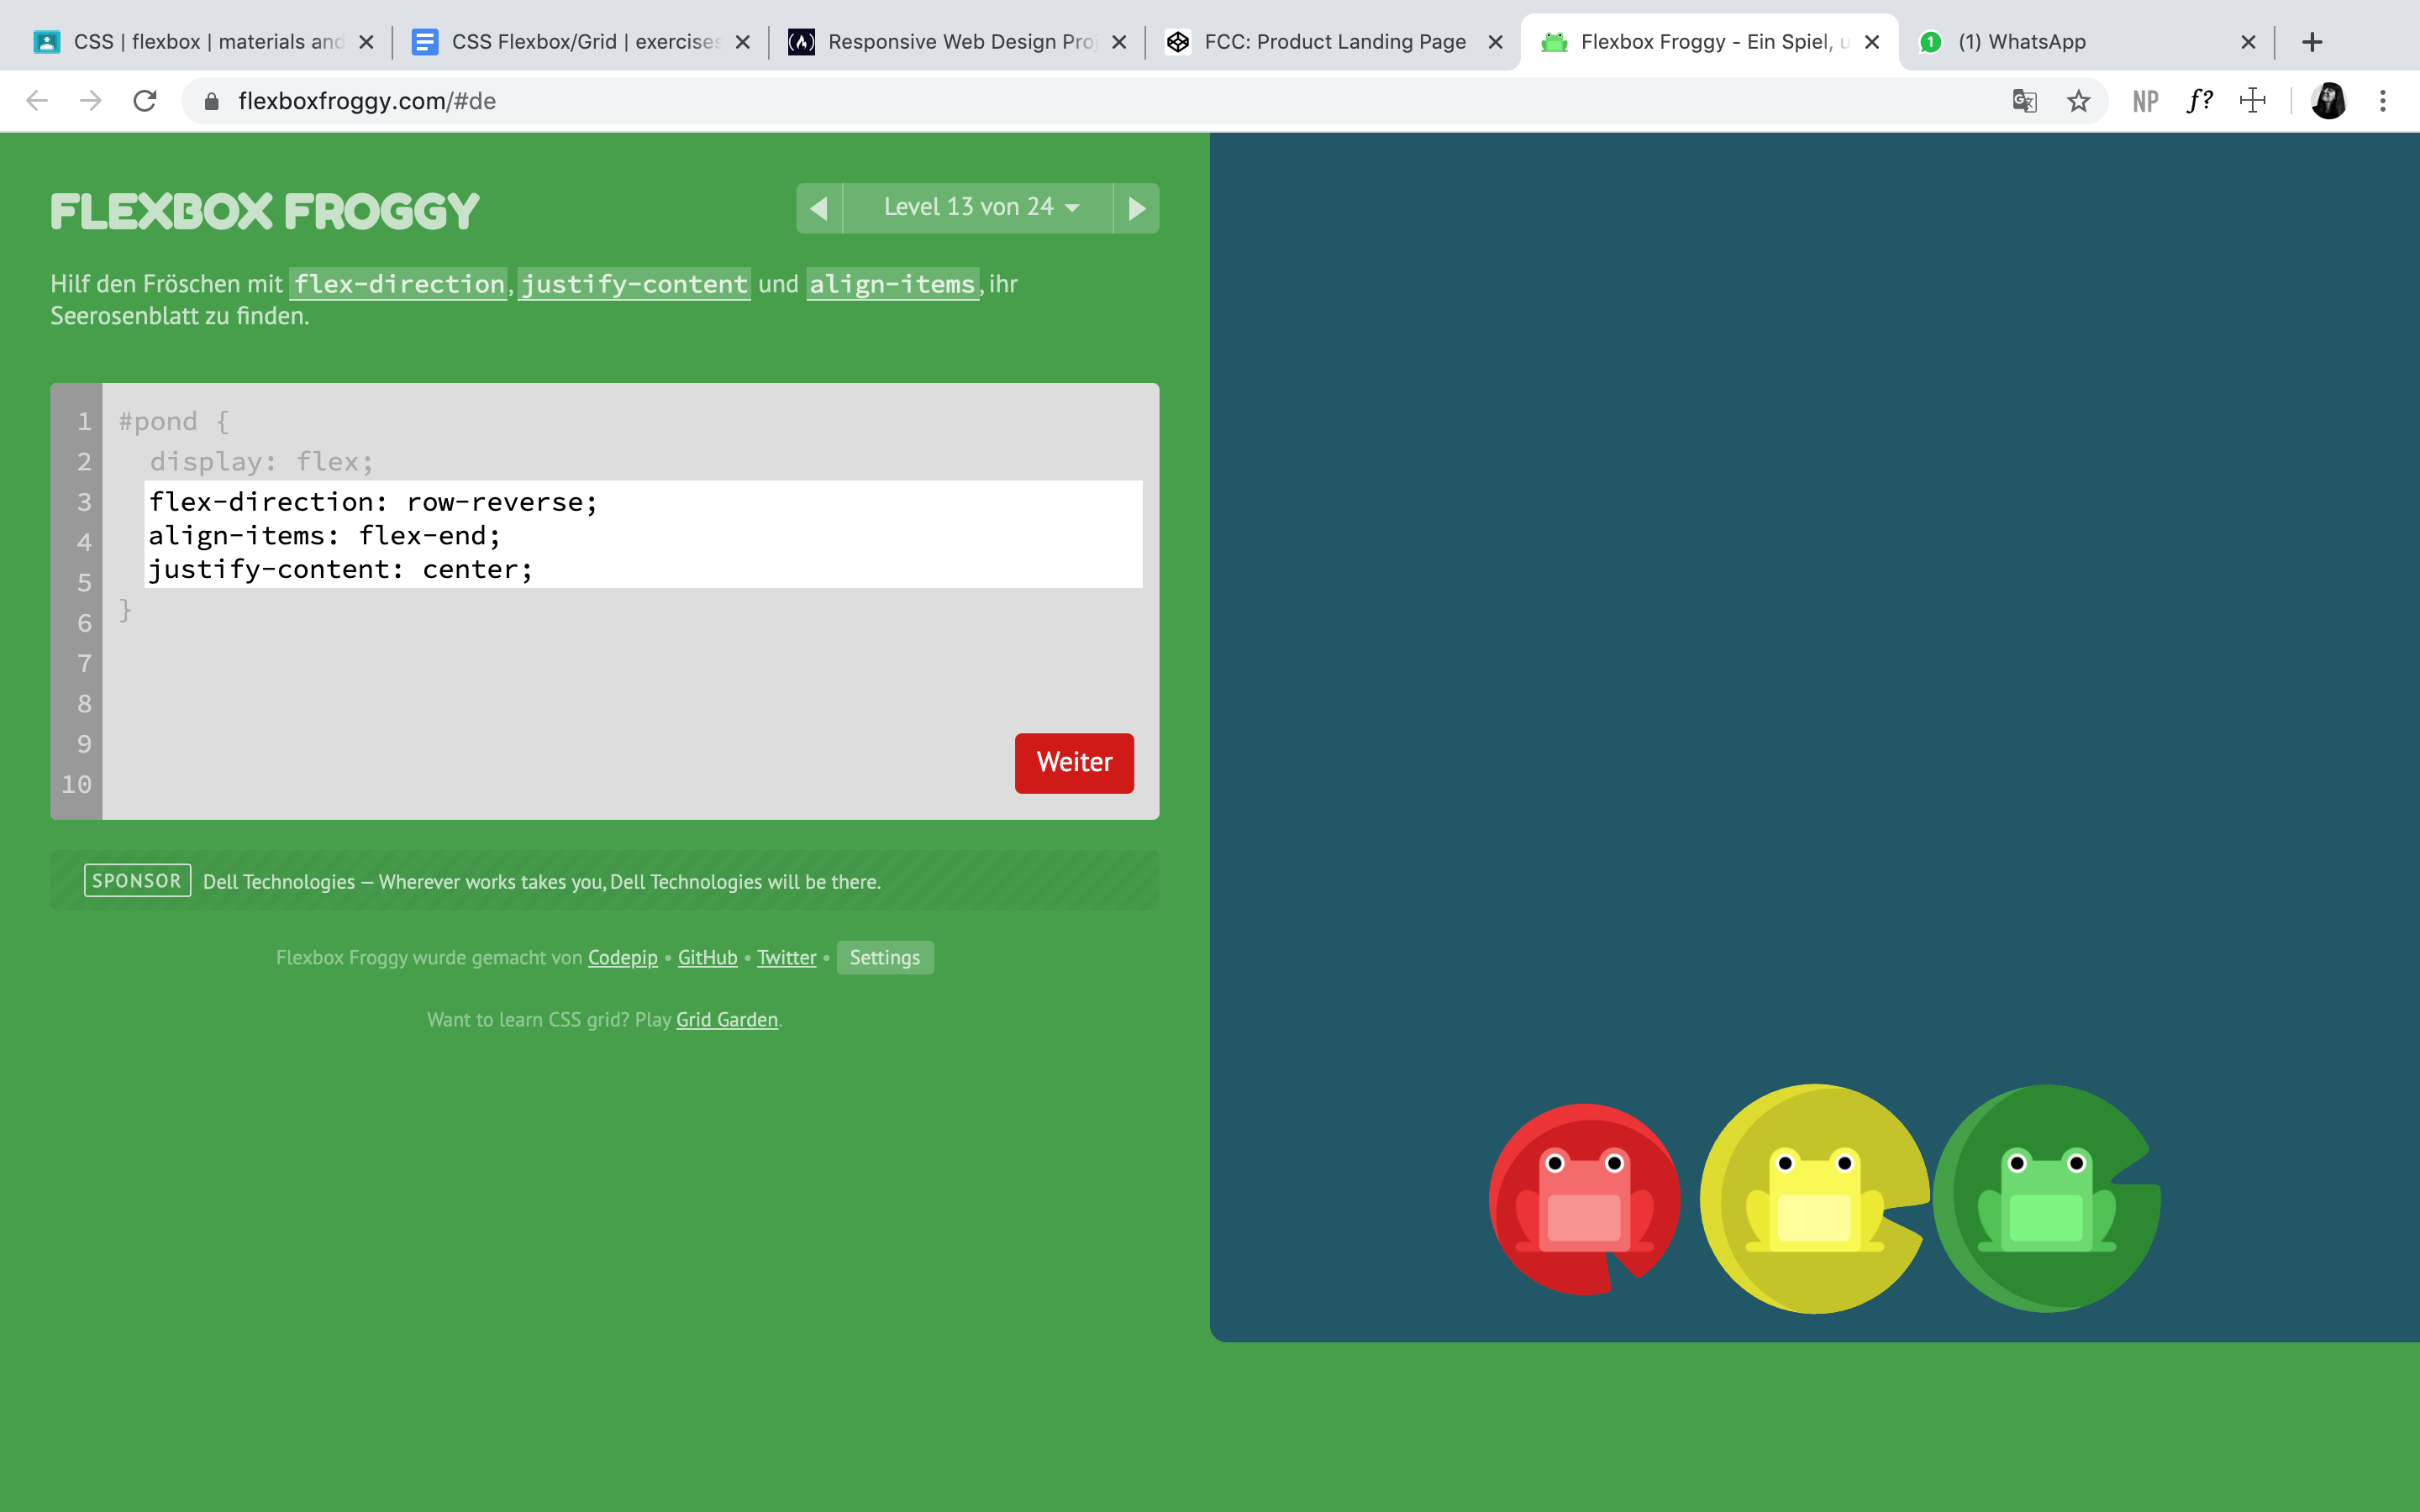 CSS | flexbox | materials and
CSS Flexbox/Grid | exercises
Responsive Web Design Proj
FCC: Product Landing Page
Flexbox Froggy - Ein Spiel, u
1
(1) WhatsApp
flexboxfroggy.com/#de
NP
f?
FLEXBOX FROGGY
Level 13 von 24
Hilf den Fröschen mit flex-direction, justify-content und align-items, ihr
Seerosenblatt zu finden.
1 #pond {
2 display: flex;
3 flex-direction: row-reverse;
4 align-items: flex-end;
5 justify-content: center;
6 }
7
8
9
10
Weiter
SPONSOR Dell Technologies — Wherever works takes you, Dell Technologies will be there.
Flexbox Froggy wurde gemacht von Codepip • GitHub • Twitter • Settings
Want to learn CSS grid? Play Grid Garden.